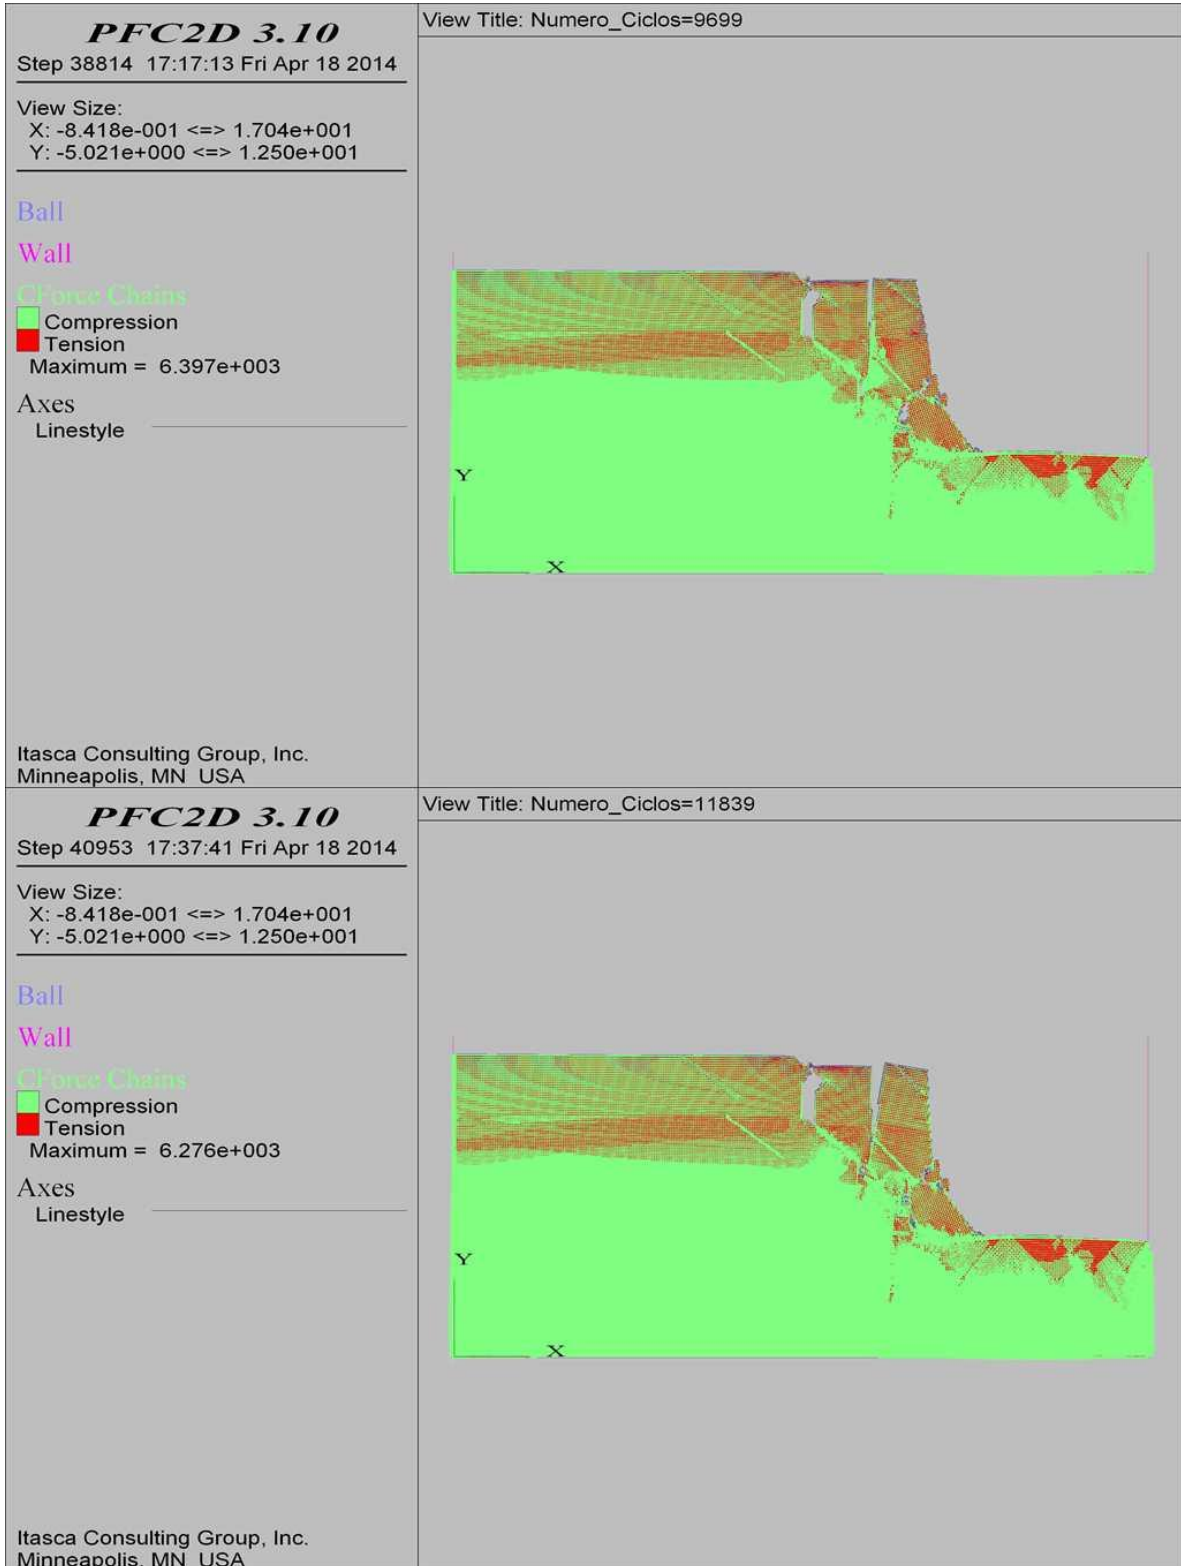 PFC2D 3.10
Step 38814 17:17:13 Fri Apr 18 2014
View Size:
X: -8.418e-001 <=> 1.704e+001
Y: -5.021e+000 <=> 1.250e+001
Ball
Wall
CForce Chains
Compression
Tension
Maximum = 6.397e+003
Axes
Linestyle
Itasca Consulting Group, Inc.
Minneapolis, MN USA
View Title: Numero_Ciclos=9699
Y
X
PFC2D 3.10
Step 40953 17:37:41 Fri Apr 18 2014
View Size:
X: -8.418e-001 <=> 1.704e+001
Y: -5.021e+000 <=> 1.250e+001
Ball
Wall
CForce Chains
Compression
Tension
Maximum = 6.276e+003
Axes
Linestyle
Itasca Consulting Group, Inc.
Minneapolis, MN USA
View Title: Numero_Ciclos=11839
Y
X